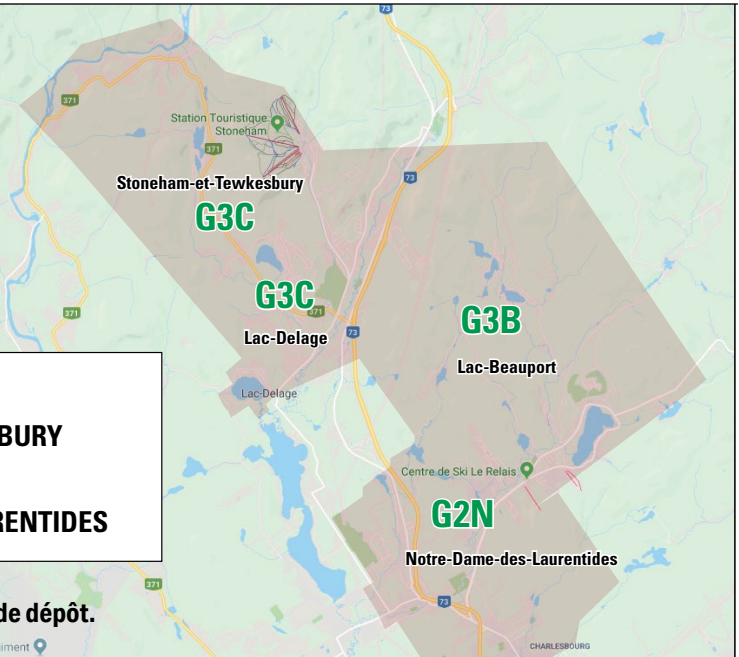 73
371
Station Touristique
Stoneham
371
73
Stoneham-et-Tewkesbury
G3C
G3C
371
371
Lac-Delage
73
G3B
Lac-Beauport
Lac-Delage
BURY
Centre de Ski Le Relais
RENTIDES
G2N
Notre-Dame-des-Laurentides
371
73
de dépôt.
iment
CHARLESBOURG